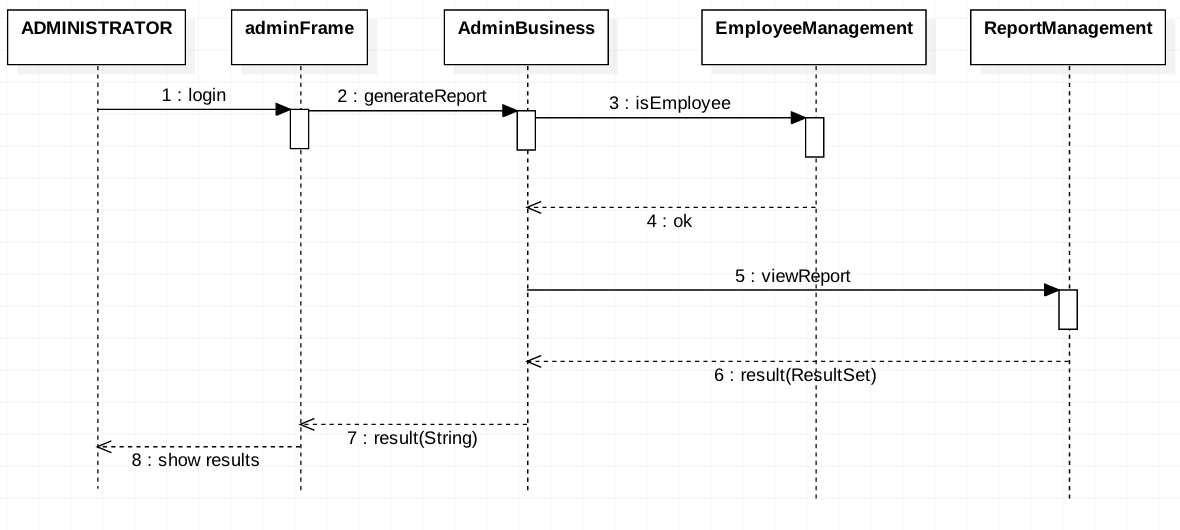 ADMINISTRATOR
adminFrame
AdminBusiness
EmployeeManagement
ReportManagement
1 : login
2 : generateReport
3 : isEmployee
4 : ok
5 : viewReport
6 : result(ResultSet)
7 : result(String)
8 : show results